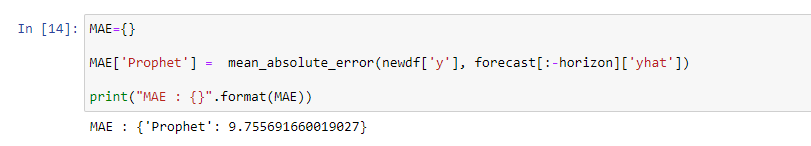 In [14]: MAE={}
MAE['Prophet'] =  mean_absolute_error(newdf['y'], forecast[:-horizon]['yhat'])
print("MAE : {}".format(MAE))
MAE : {'Prophet': 9.755691660019027}